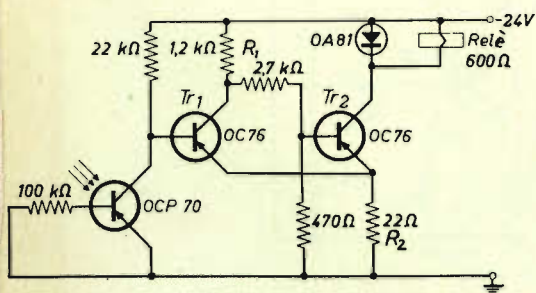 -24V
OA81
Relè
600Ω
22 kΩ
1,2 kΩ
R1
2,7 kΩ
Tr1
OC76
Tr2
OC76
100 kΩ
OCP 70
470Ω
22Ω
R2